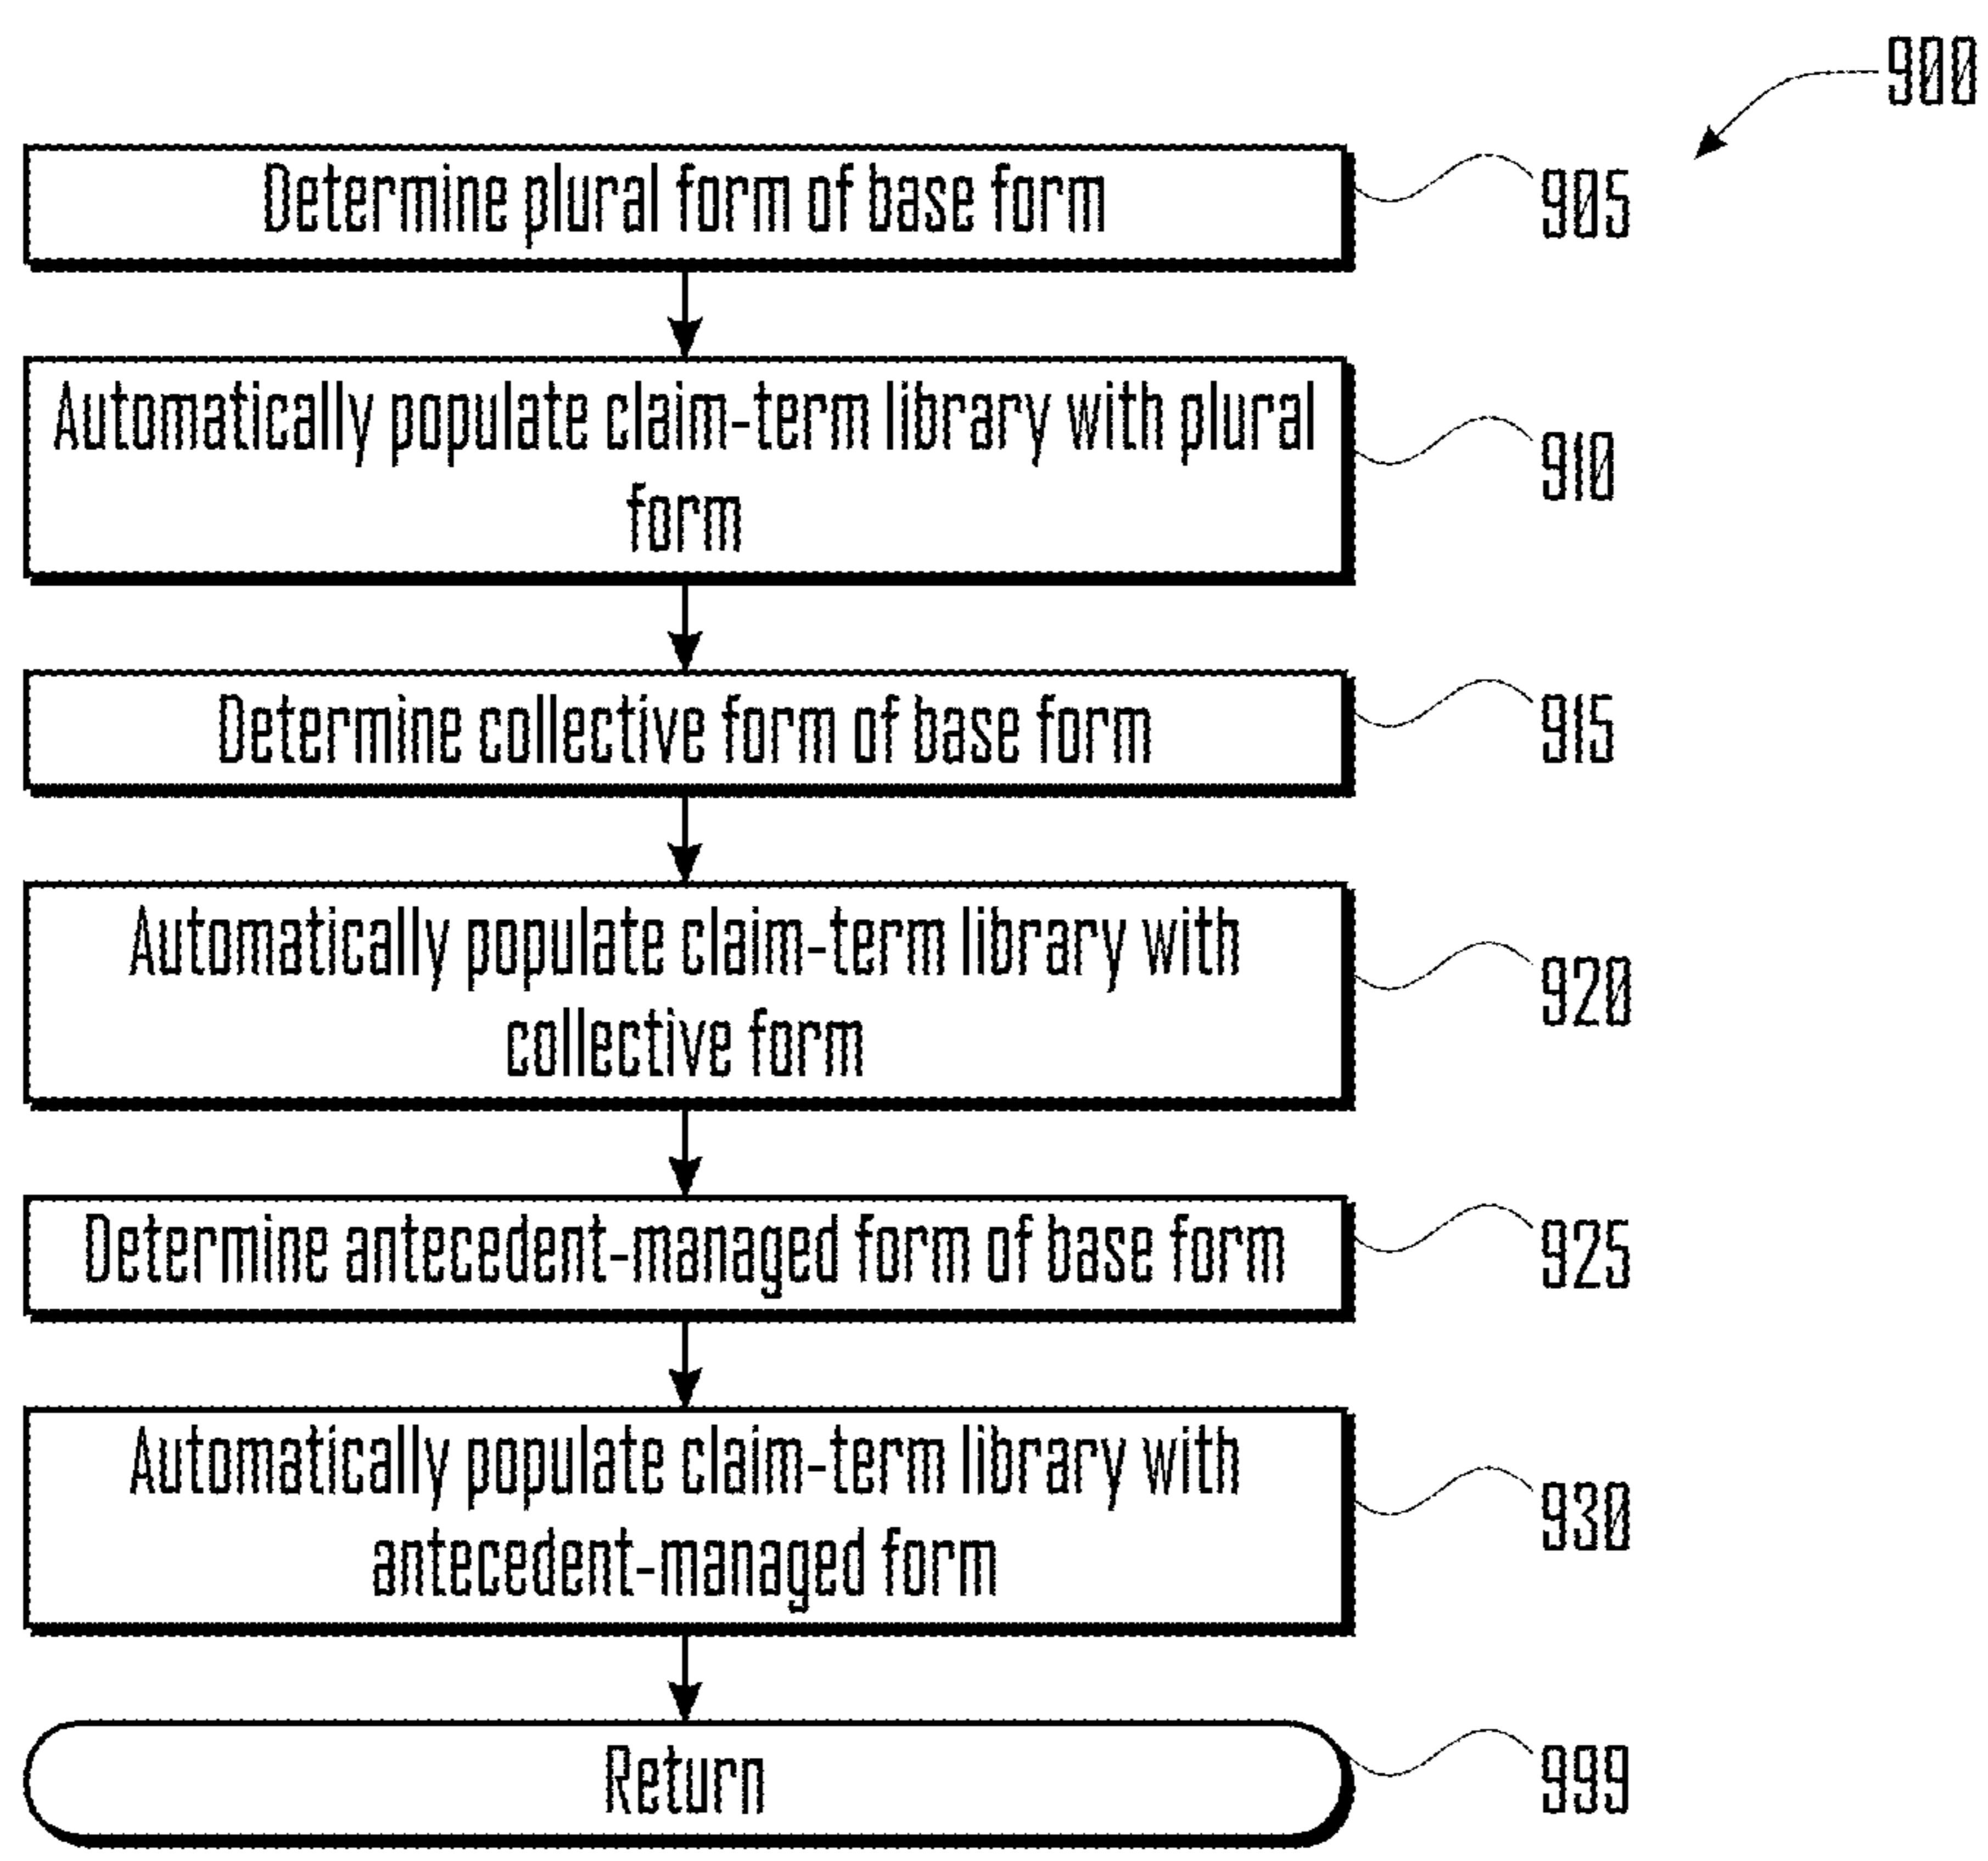 900
Determine plural form of base form
905
Automatically populate claim-term library with plural
form
910
Determine collective form of base form
915
Automatically populate claim-term library with
collective form
920
Determine antecedent-managed form of base form
925
Automatically populate claim-term library with
antecedent-managed form
930
Return
999